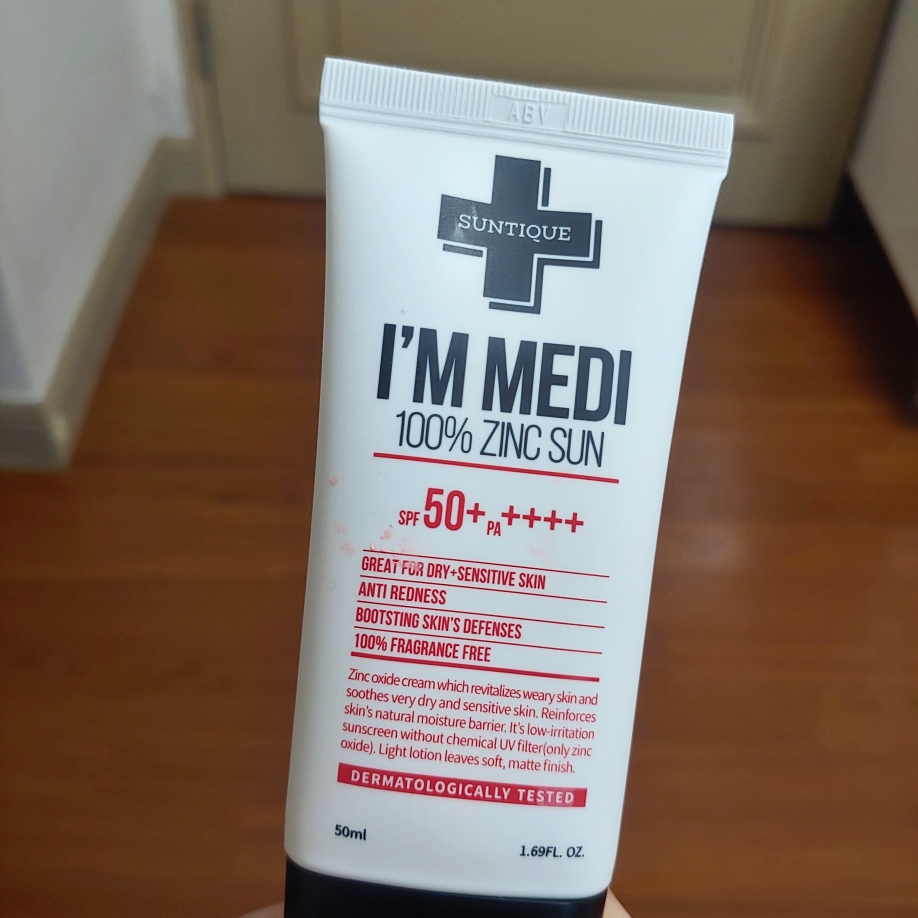 ABV
SUNTIQUE
I'M MEDI
100% ZINC SUN
SPF 50+ PA ++++
GREAT FOR DRY+SENSITIVE SKIN
ANTI REDNESS
BOOTSTING SKIN'S DEFENSES
100% FRAGRANCE FREE
Zinc oxide cream which revitalizes weary skin and
soothes very dry and sensitive skin. Reinforces
skin's natural moisture barrier. It's low-irritation
sunscreen without chemical UV filter(only zinc
oxide). Light lotion leaves soft, matte finish.
DERMATOLOGICALLY TESTED
50ml
1.69FL. OZ.